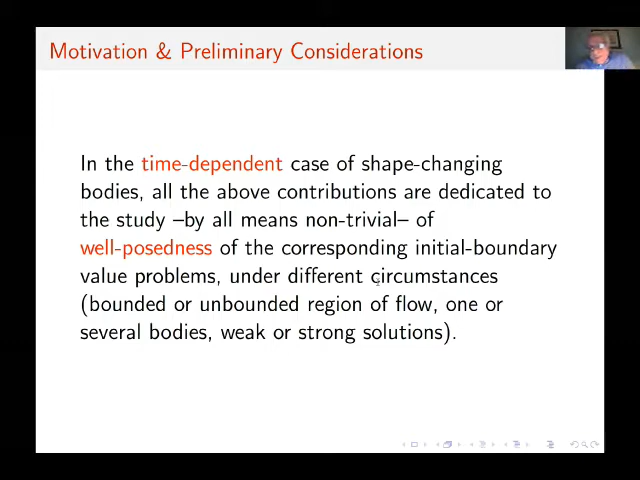 Motivation & Preliminary Considerations
In the time-dependent case of shape-changing
bodies, all the above contributions are dedicated to
the study –by all means non-trivial– of
well-posedness of the corresponding initial-boundary
value problems, under different circumstances
(bounded or unbounded region of flow, one or
several bodies, weak or strong solutions).